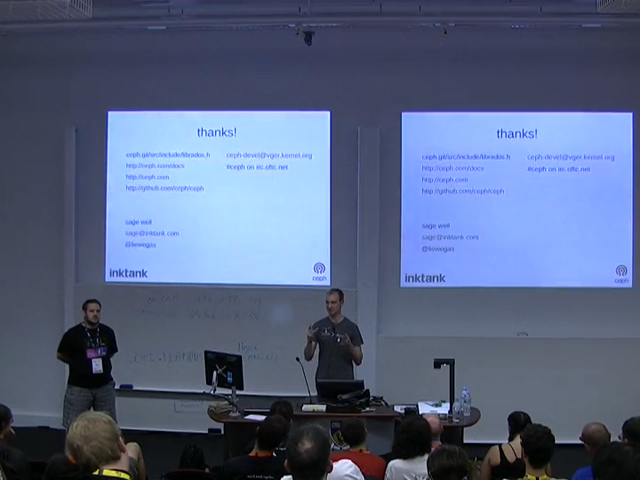 thanks!
ceph.git/src/include/librados.h
http://ceph.com/docs
http://ceph.com
http://github.com/ceph/ceph
ceph-devel@vger.kernel.org
#ceph on irc.oftc.net
sage weil
sage@inktank.com
@liewegas
inktank
ceph
thanks!
ceph.git/src/include/librados.h
http://ceph.com/docs
http://ceph.com
http://github.com/ceph/ceph
ceph-devel@vger.kernel.org
#ceph on irc.oftc.net
sage weil
sage@inktank.com
@liewegas
inktank
ceph